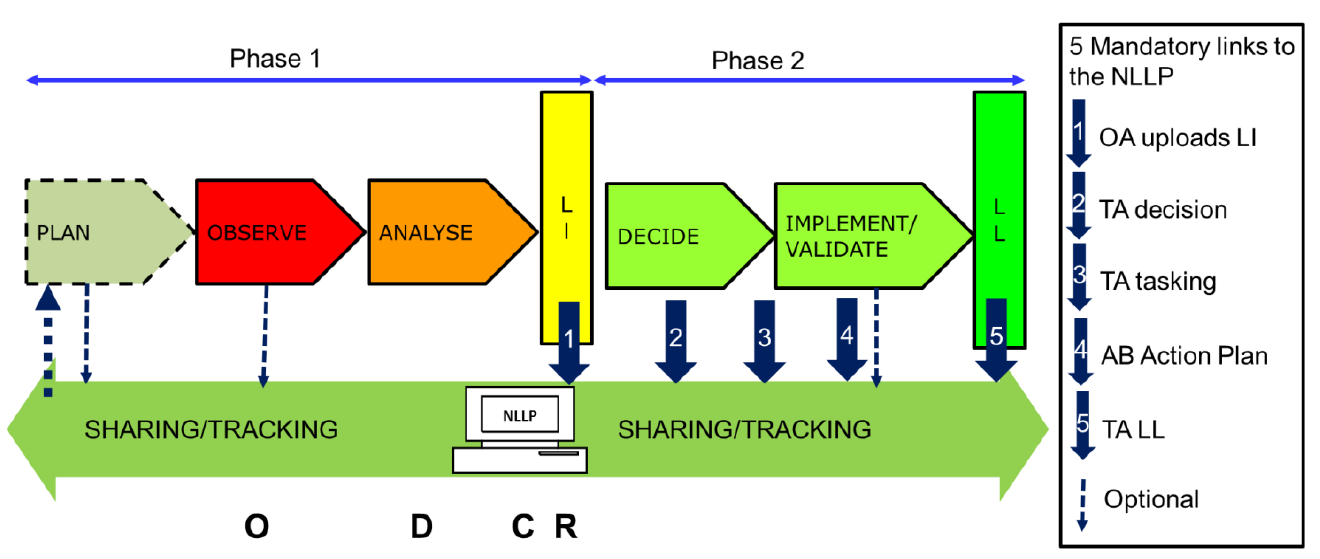 Phase 1
Phase 2
PLAN
OBSERVE
ANALYSE
L
I
DECIDE
IMPLEMENT/
VALIDATE
L
L
1
2
3
4
5
SHARING/TRACKING
NLLP
SHARING/TRACKING
O D C R
5 Mandatory links to
the NLLP
1 OA uploads LI
2 TA decision
3 TA tasking
4 AB Action Plan
5 TA LL
Optional